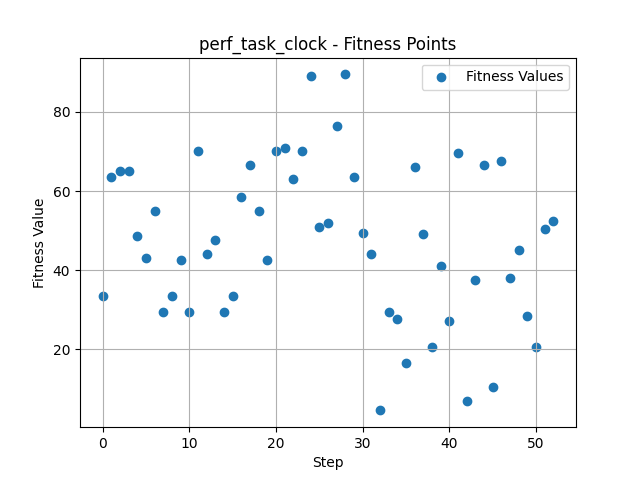 perf_task_clock - Fitness Points
Fitness Values
80
60
40
20
Fitness Value
0 10 20 30 40 50
Step